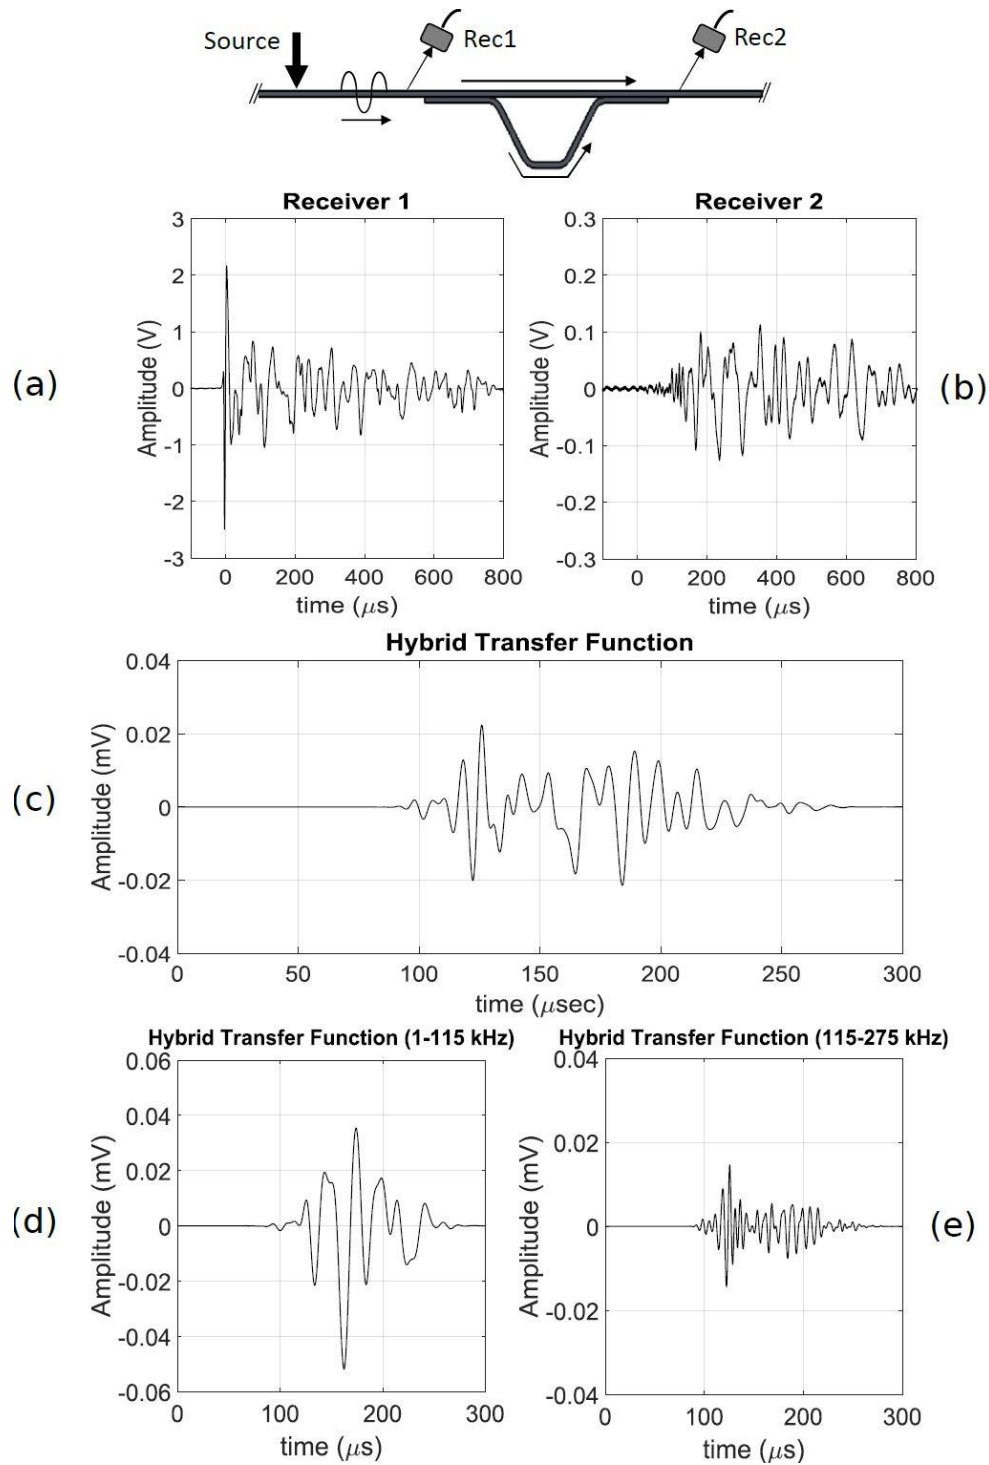 Source
Rec1
Rec2
Receiver 1
Receiver 2
(a)
Amplitude (V)
3
2
1
0
-1
-2
-3
0 200 400 600 800
time (μs)
(b)
Amplitude (V)
0.3
0.2
0.1
0
-0.1
-0.2
-0.3
0 200 400 600 800
time (μs)
Hybrid Transfer Function
(c)
Amplitude (mV)
0.04
0.02
0
-0.02
-0.04
0 50 100 150 200 250 300
time (μsec)
Hybrid Transfer Function (1-115 kHz)
(d)
Amplitude (mV)
0.06
0.04
0.02
0
-0.02
-0.04
-0.06
0 100 200 300
time (μs)
Hybrid Transfer Function (115-275 kHz)
(e)
Amplitude (mV)
0.04
0.02
0
-0.02
-0.04
0 100 200 300
time (μs)